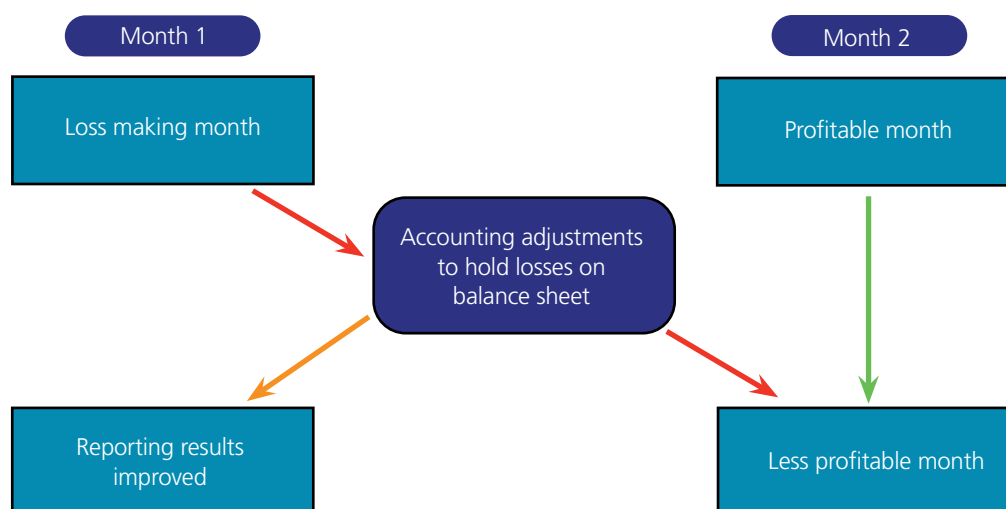 Month 1
Month 2
Loss making month
Profitable month
Accounting adjustments
to hold losses on
balance sheet
Reporting results
improved
Less profitable month